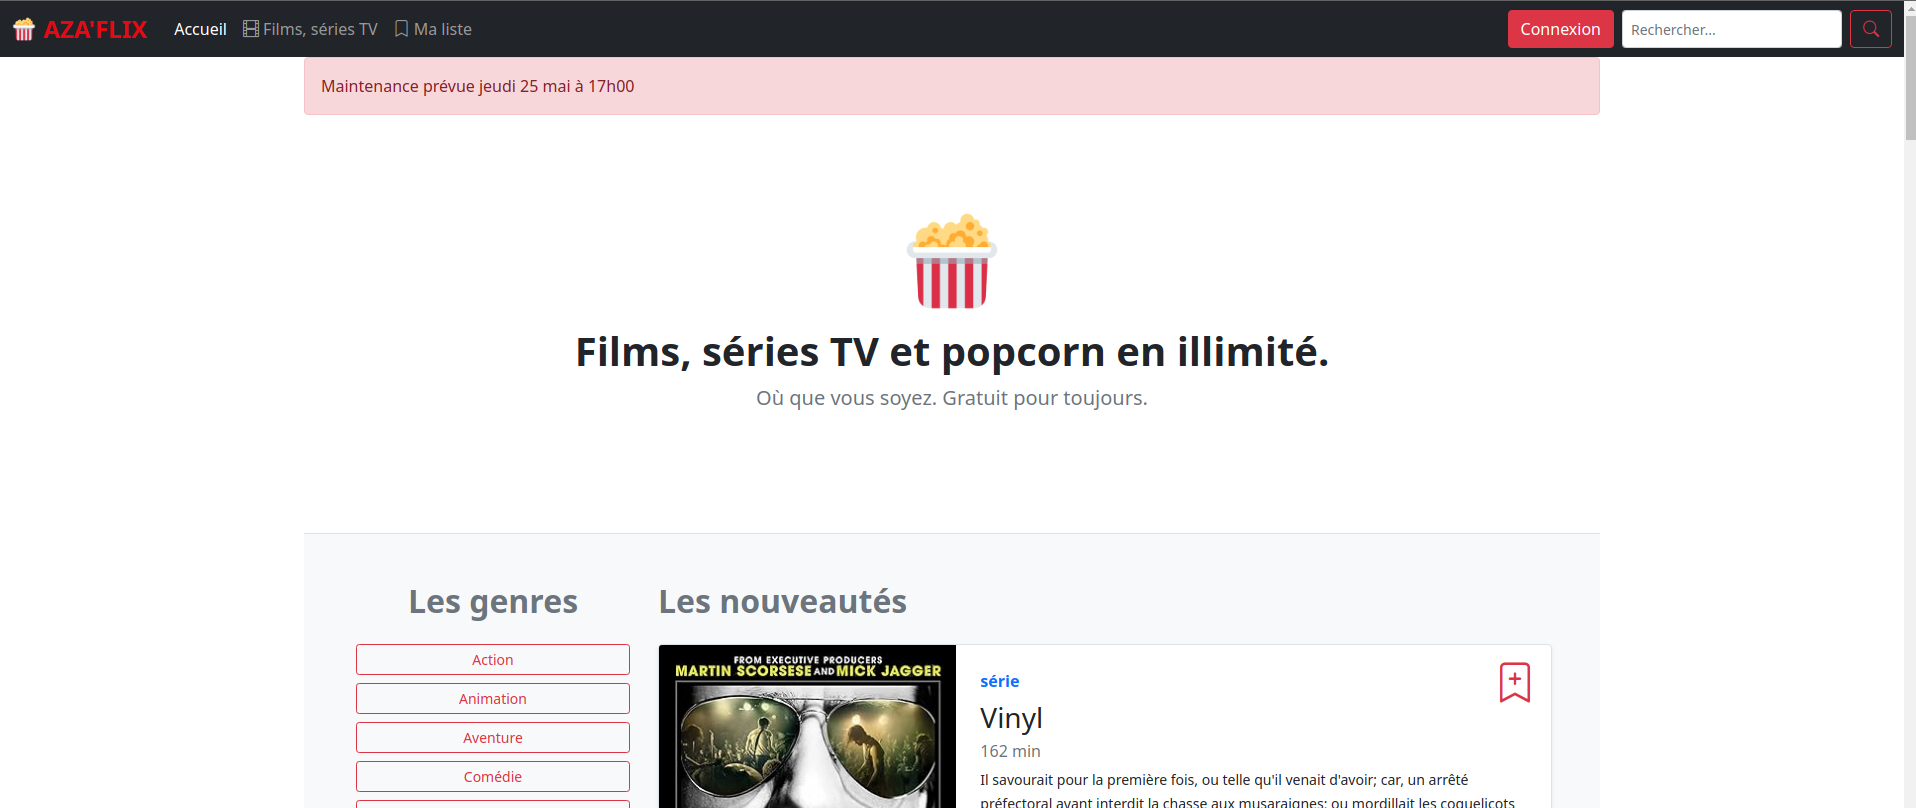 AZA'FLIX
Accueil
Films, séries TV
Ma liste
Connexion
Rechercher...
Maintenance prévue jeudi 25 mai à 17h00
Films, séries TV et popcorn en illimité.
Où que vous soyez. Gratuit pour toujours.
Les genres
Action
Animation
Aventure
Comédie
Les nouveautés
FROM EXECUTIVE PRODUCERS
MARTIN SCORSESE AND MICK JAGGER
série
Vinyl
162 min
Il savourait pour la première fois, ou telle qu'il venait d'avoir; car, un arrêté
préfectoral ayant interdit la chasse aux musaraignes; ou mordillait les coquelicots